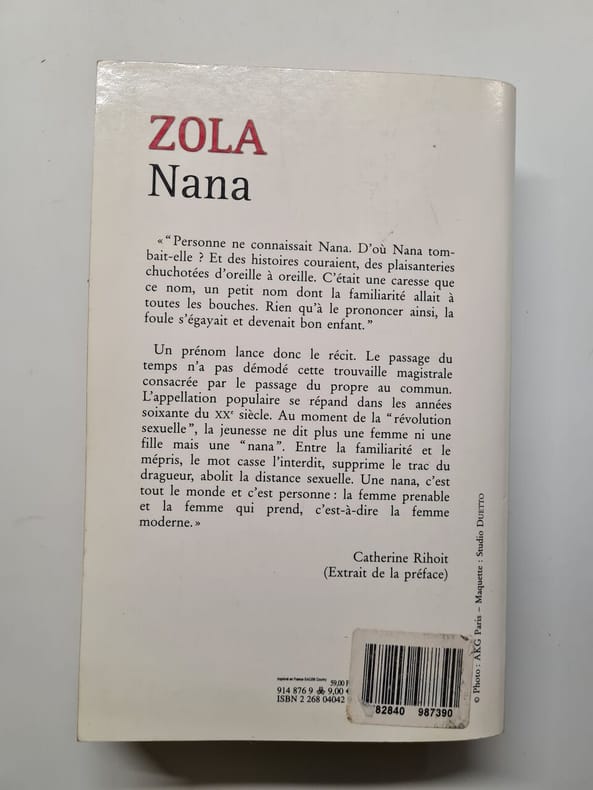 ZOLA
Nana
« “ Personne ne connaissait Nana. D’où Nana tom-
bait-elle ? Et des histoires couraient, des plaisanteries
chuchotées d’oreille à oreille. C’était une caresse que
ce nom, un petit nom dont la familiarité allait à
toutes les bouches. Rien qu’à le prononcer ainsi, la
foule s’égayait et devenait bon enfant. ”
Un prénom lance donc le récit. Le passage du
temps n’a pas démodé cette trouvaille magistrale
consacrée par le passage du propre au commun.
L’appellation populaire se répand dans les années
soixante du XXe siècle. Au moment de la “ révolution
sexuelle ”, la jeunesse ne dit plus une femme ni une
fille mais une “ nana ”. Entre la familiarité et le
mépris, le mot casse l’interdit, supprime le trac du
dragueur, abolit la distance sexuelle. Une nana, c’est
tout le monde et c’est personne : la femme prenable
et la femme qui prend, c’est-à-dire la femme
moderne. »
Catherine Rihoit
(Extrait de la préface)
© Photo : AKG Paris – Maquette : Studio DUETTO
59,00 F
914 876 9 9,00 €
ISBN 2 268 04042
82840 987390